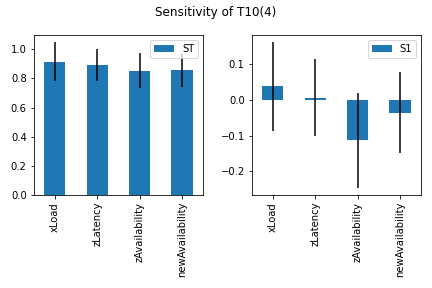 Sensitivity of T10(4)
ST
1.0
0.8
0.6
0.4
0.2
0.0
xLoad
zLatency
zAvailability
newAvailability
S1
0.1
0.0
−0.1
−0.2
xLoad
zLatency
zAvailability
newAvailability